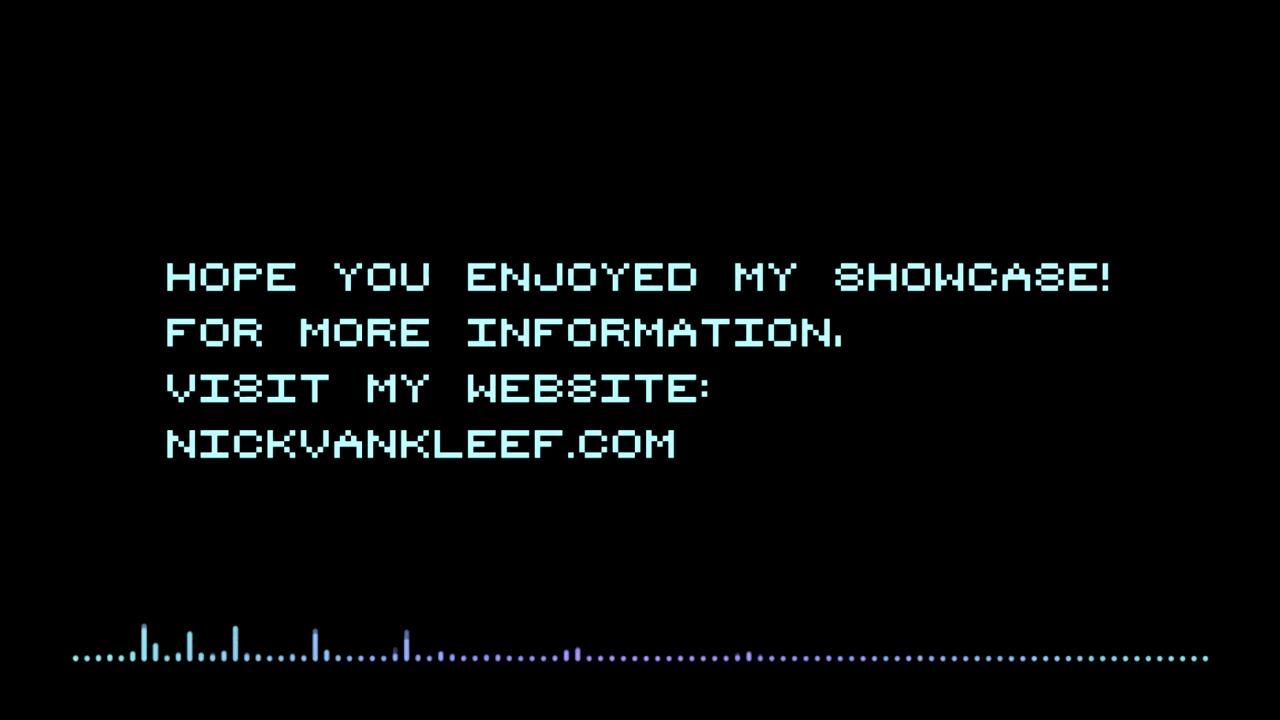 HOPE YOU ENJOYED MY SHOWCASE!
FOR MORE INFORMATION,
VISIT MY WEBSITE:
NICKVANKLEEF.COM